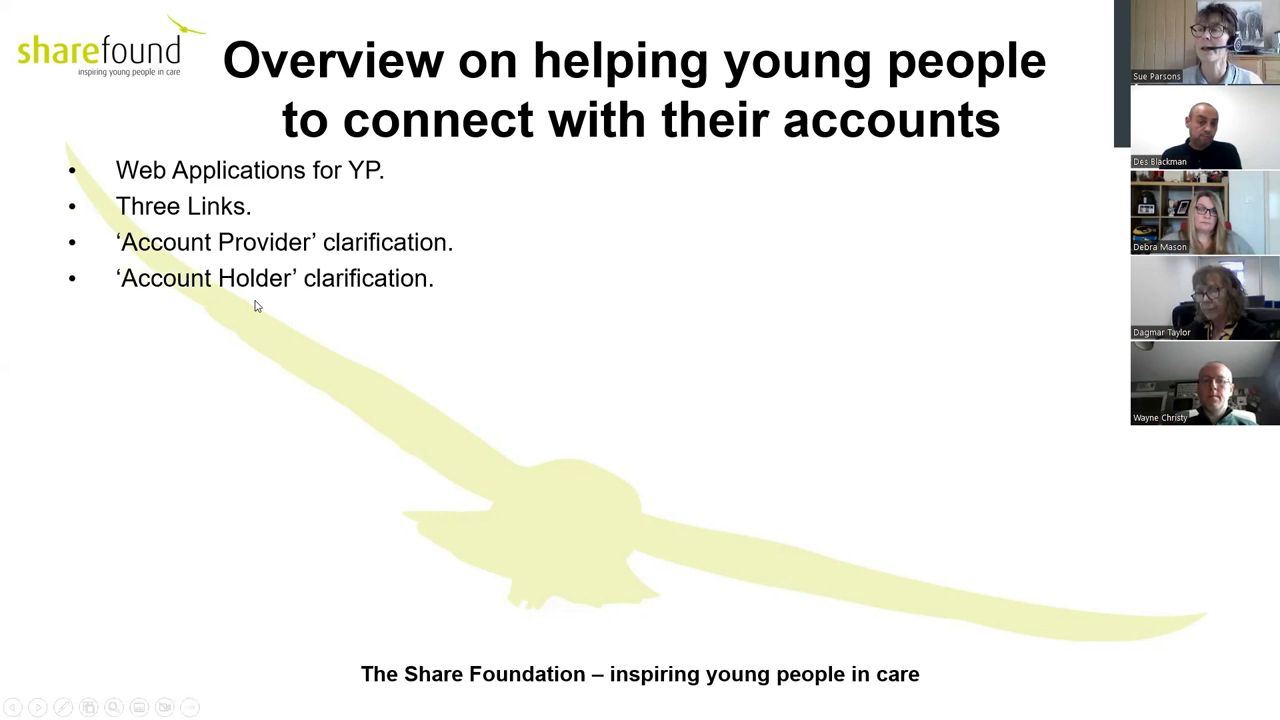 sharefound
inspiring young people in care
Overview on helping young people
to connect with their accounts
• Web Applications for YP.
• Three Links.
• ‘Account Provider’ clarification.
• ‘Account Holder’ clarification.
The Share Foundation – inspiring young people in care
Sue Parsons
Des Blackman
Debra Mason
Dagmar Taylor
Wayne Christy